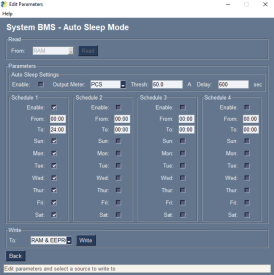 Edit Parameters
Help
System BMS - Auto Sleep Mode
Read
From: RAM Read
Parameters
Auto Sleep Settings
Enable: Output Meter: PCS Thresh: 50.0 A Delay: 600 sec
Schedule 1 Schedule 2 Schedule 3 Schedule 4
Enable: Enable: Enable: Enable:
From: 00:00 From: 00:00 From: 00:00 From: 00:00
To: 24:00 To: 00:00 To: 00:00 To: 00:00
Sun: Sun: Sun: Sun:
Mon: Mon: Mon: Mon:
Tue: Tue: Tue: Tue:
Wed: Wed: Wed: Wed:
Thur: Thur: Thur: Thur:
Fri: Fri: Fri: Fri:
Sat: Sat: Sat: Sat:
Write
To: RAM & EEPR Write
Back
Edit parameters and select a source to write to